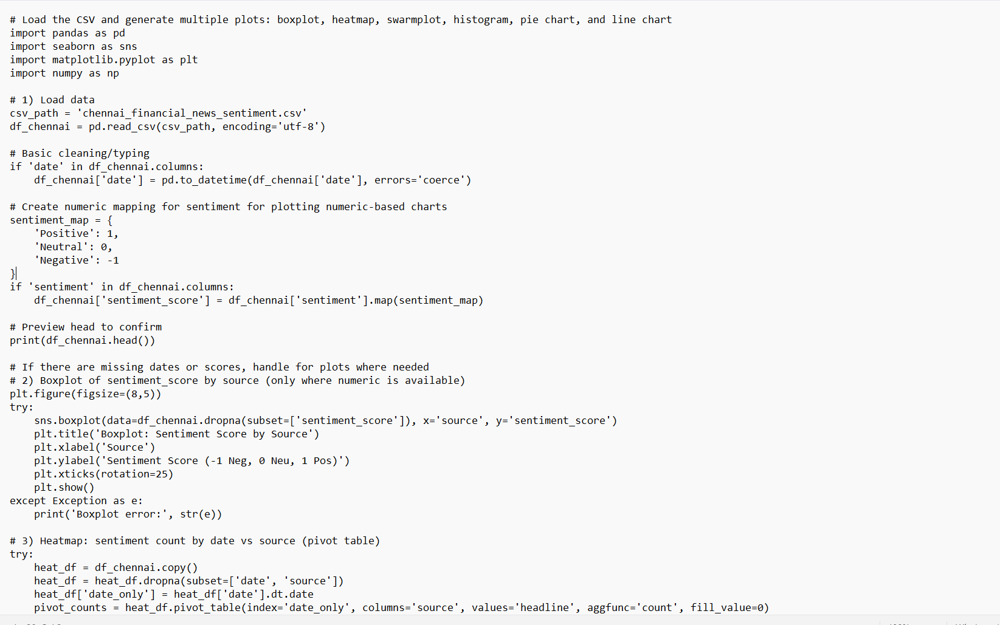 # Load the CSV and generate multiple plots: boxplot, heatmap, swarmplot, histogram, pie chart, and line chart
import pandas as pd
import seaborn as sns
import matplotlib.pyplot as plt
import numpy as np

# 1) Load data
csv_path = 'chennai_financial_news_sentiment.csv'
df_chennai = pd.read_csv(csv_path, encoding='utf-8')

# Basic cleaning/typing
if 'date' in df_chennai.columns:
    df_chennai['date'] = pd.to_datetime(df_chennai['date'], errors='coerce')

# Create numeric mapping for sentiment for plotting numeric-based charts
sentiment_map = {
    'Positive': 1,
    'Neutral': 0,
    'Negative': -1
}
if 'sentiment' in df_chennai.columns:
    df_chennai['sentiment_score'] = df_chennai['sentiment'].map(sentiment_map)

# Preview head to confirm
print(df_chennai.head())

# If there are missing dates or scores, handle for plots where needed
# 2) Boxplot of sentiment_score by source (only where numeric is available)
plt.figure(figsize=(8,5))
try:
    sns.boxplot(data=df_chennai.dropna(subset=['sentiment_score']), x='source', y='sentiment_score')
    plt.title('Boxplot: Sentiment Score by Source')
    plt.xlabel('Source')
    plt.ylabel('Sentiment Score (-1 Neg, 0 Neu, 1 Pos)')
    plt.xticks(rotation=25)
    plt.show()
except Exception as e:
    print('Boxplot error:', str(e))

# 3) Heatmap: sentiment count by date vs source (pivot table)
try:
    heat_df = df_chennai.copy()
    heat_df = heat_df.dropna(subset=['date', 'source'])
    heat_df['date_only'] = heat_df['date'].dt.date
    pivot_counts = heat_df.pivot_table(index='date_only', columns='source', values='headline', aggfunc='count', fill_value=0)